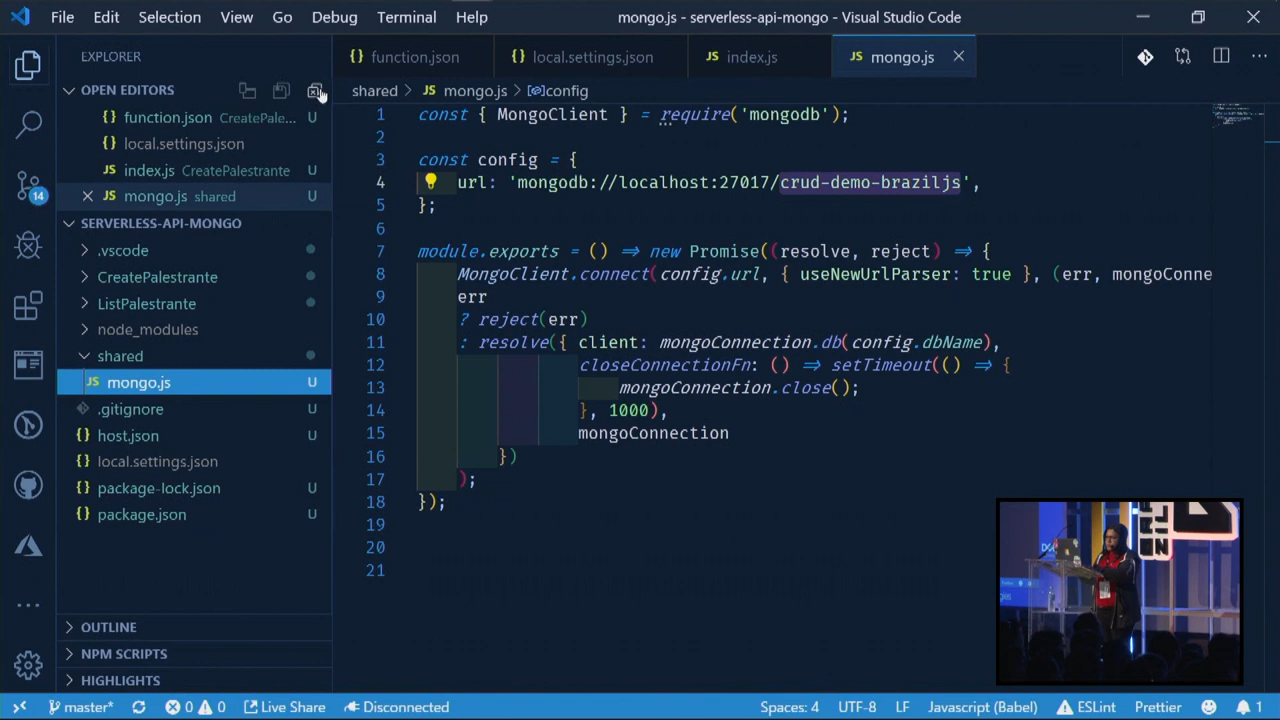 File Edit Selection View Go Debug Terminal Help mongo.js - serverless-api-mongo - Visual Studio Code
EXPLORER
{} function.json {} local.settings.json JS index.js JS mongo.js
OPEN EDITORS
shared > JS mongo.js > config
{} function.json CreatePale... U
{} local.settings.json
JS index.js CreatePalestrante U
JS mongo.js shared U
SERVERLESS-API-MONGO
.vscode
CreatePalestrante
ListPalestrante
node_modules
shared
JS mongo.js U
.gitignore U
{} host.json U
{} local.settings.json
{} package-lock.json U
{} package.json U
OUTLINE
NPM SCRIPTS
HIGHLIGHTS
14
1 const { MongoClient } = require('mongodb');
2
3 const config = {
4 url: 'mongodb://localhost:27017/crud-demo-braziljs',
5 };
6
7 module.exports = () => new Promise((resolve, reject) => {
8 MongoClient.connect(config.url, { useNewUrlParser: true }, (err, mongoConne
9 err
10 ? reject(err)
11 : resolve({ client: mongoConnection.db(config.dbName),
12 closeConnectionFn: () => setTimeout(() => {
13 mongoConnection.close();
14 }, 1000),
15 mongoConnection
16 })
17 );
18 });
19
20
21
master* 0 0 Live Share Disconnected Spaces: 4 UTF-8 LF Javascript (Babel) ESLint Prettier 1